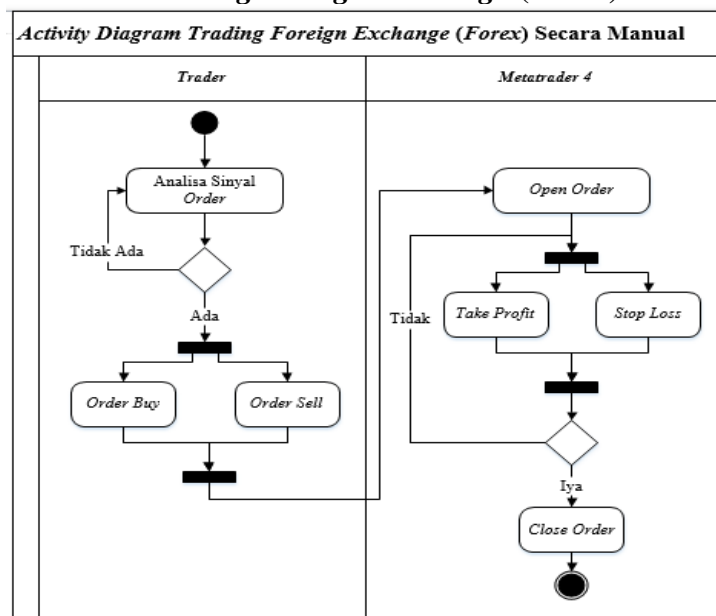 Activity Diagram Trading Foreign Exchange (Forex) Secara Manual
Trader
Metatrader 4
Analisa Sinyal
Order
Tidak Ada
Ada
Order Buy
Order Sell
Open Order
Tidak
Take Profit
Stop Loss
Iya
Close Order